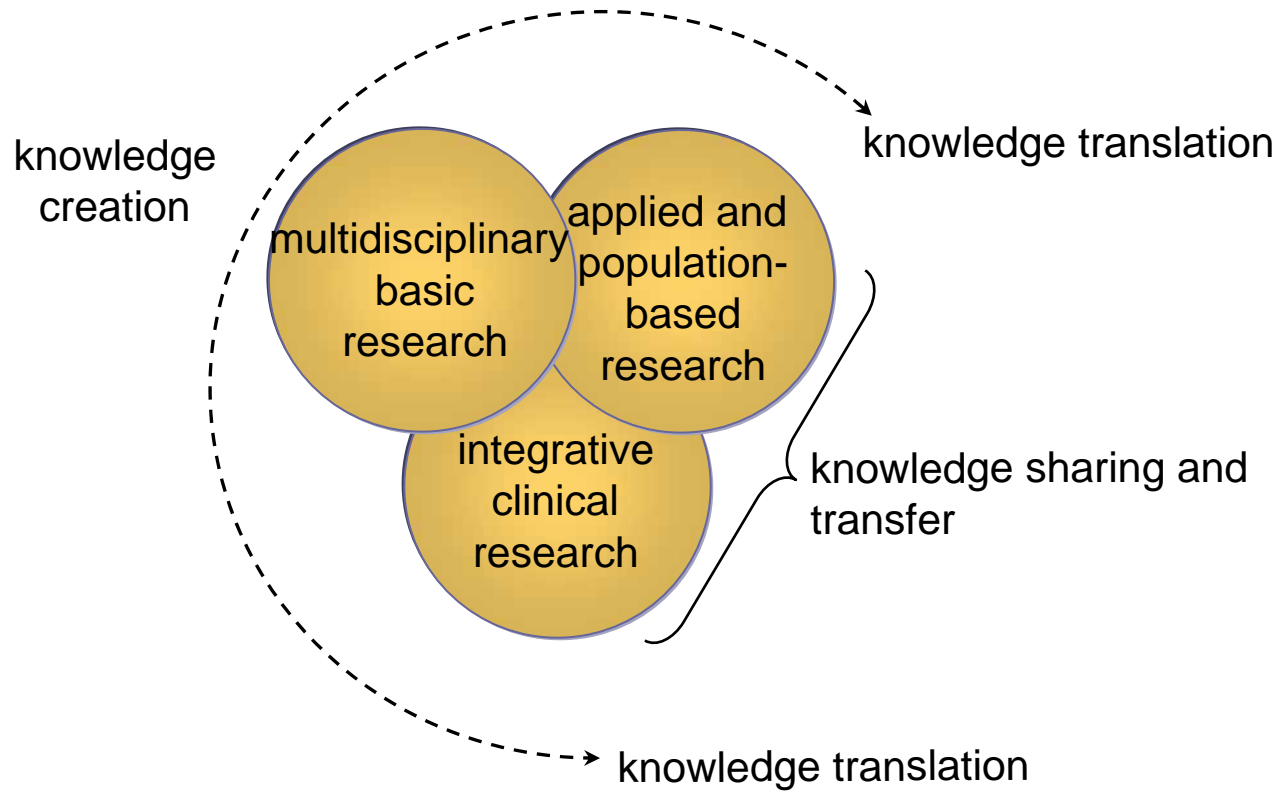 knowledge
creation
knowledge translation
multidisciplinary
basic
research
applied and
population-
based
research
integrative
clinical
research
knowledge sharing and
transfer
knowledge translation